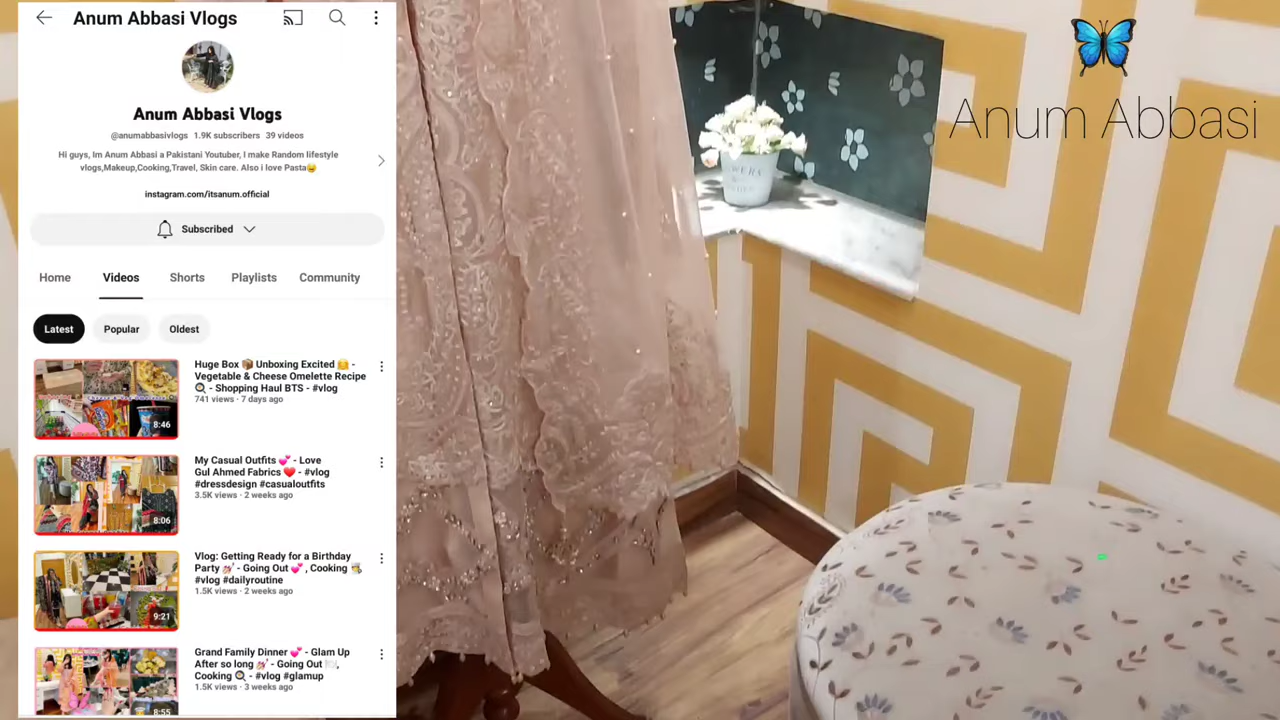 Anum Abbasi Vlogs
Anum Abbasi Vlogs
@anumabbasivlogs 1.9K subscribers 39 videos
Hi guys, Im Anum Abbasi a Pakistani Youtuber, I make Random lifestyle
vlogs,Makeup,Cooking,Travel, Skin care. Also i love Pasta😄
instagram.com/itsanum.official
Subscribed
Home Videos Shorts Playlists Community
Latest Popular Oldest
Huge Box 📦 Unboxing Excited 🥳 -
Vegetable & Cheese Omelette Recipe
🍳 - Shopping Haul BTS - #vlog
741 views · 7 days ago
8:46
My Casual Outfits 💕 - Love
Gul Ahmed Fabrics ❤️ - #vlog
#dressdesign #casualoutfits
3.5K views · 2 weeks ago
8:06
Vlog: Getting Ready for a Birthday
Party 💅 - Going Out 💕 , Cooking 👩‍🍳
#vlog #dailyroutine
1.5K views · 2 weeks ago
9:21
Grand Family Dinner 💕 - Glam Up
After so long 💅 - Going Out 🍽️,
Cooking 🍳 - #vlog #glamup
1.5K views · 3 weeks ago
8:55
🦋
Anum Abbasi